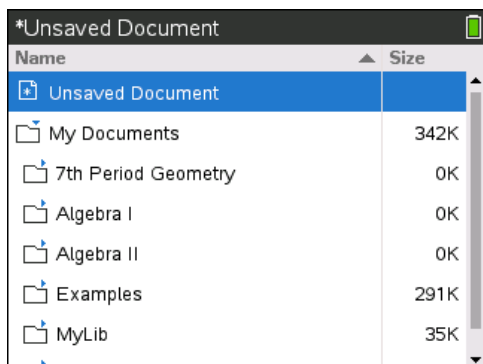 *Unsaved Document
Name Size
Unsaved Document
My Documents 342K
7th Period Geometry 0K
Algebra I 0K
Algebra II 0K
Examples 291K
MyLib 35K